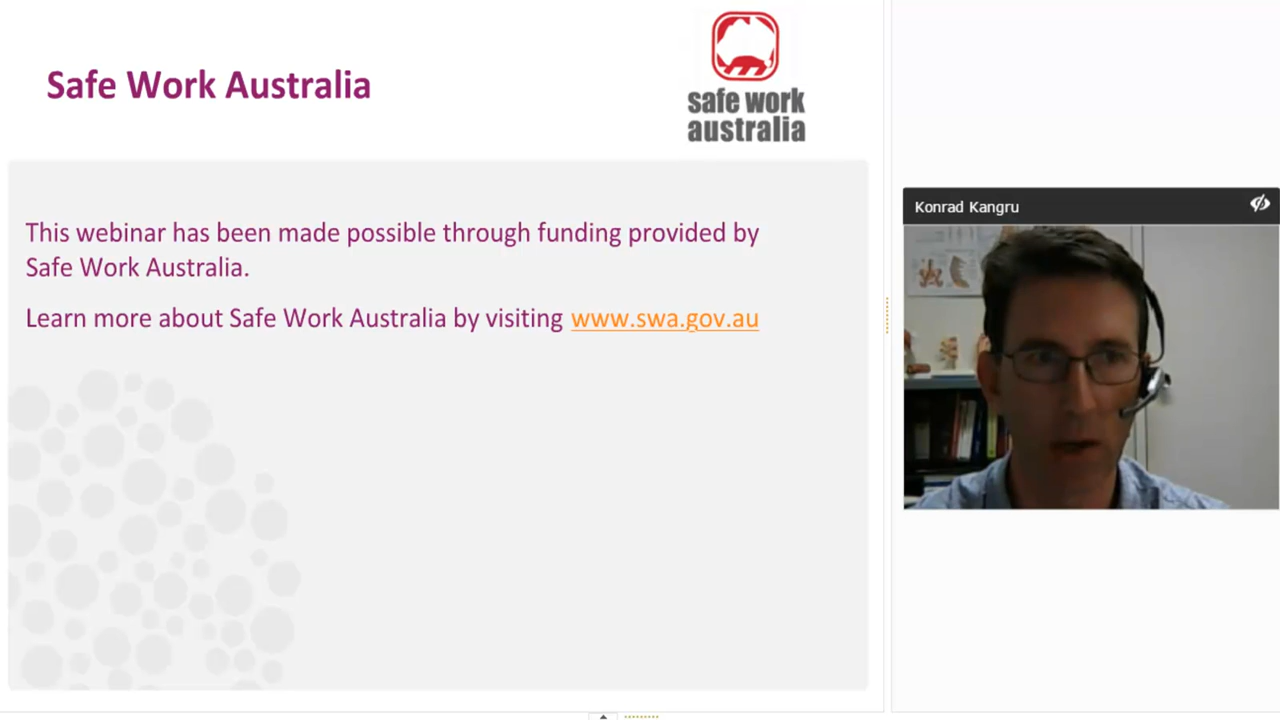 Safe Work Australia
safe work
australia
This webinar has been made possible through funding provided by
Safe Work Australia.
Learn more about Safe Work Australia by visiting www.swa.gov.au
Konrad Kangru